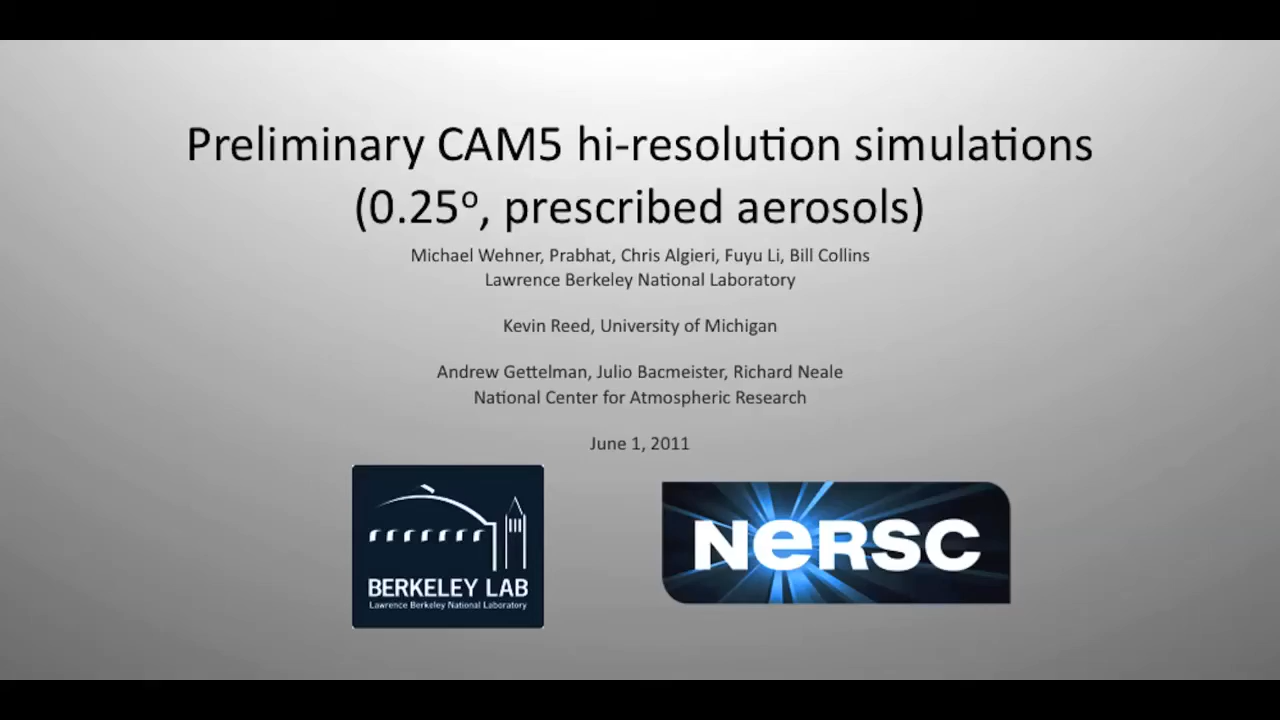 Preliminary CAM5 hi-resolution simulations
(0.25º, prescribed aerosols)
Michael Wehner, Prabhat, Chris Algieri, Fuyu Li, Bill Collins
Lawrence Berkeley National Laboratory
Kevin Reed, University of Michigan
Andrew Gettelman, Julio Bacmeister, Richard Neale
National Center for Atmospheric Research
June 1, 2011
BERKELEY LAB
Lawrence Berkeley National Laboratory
NeRSC